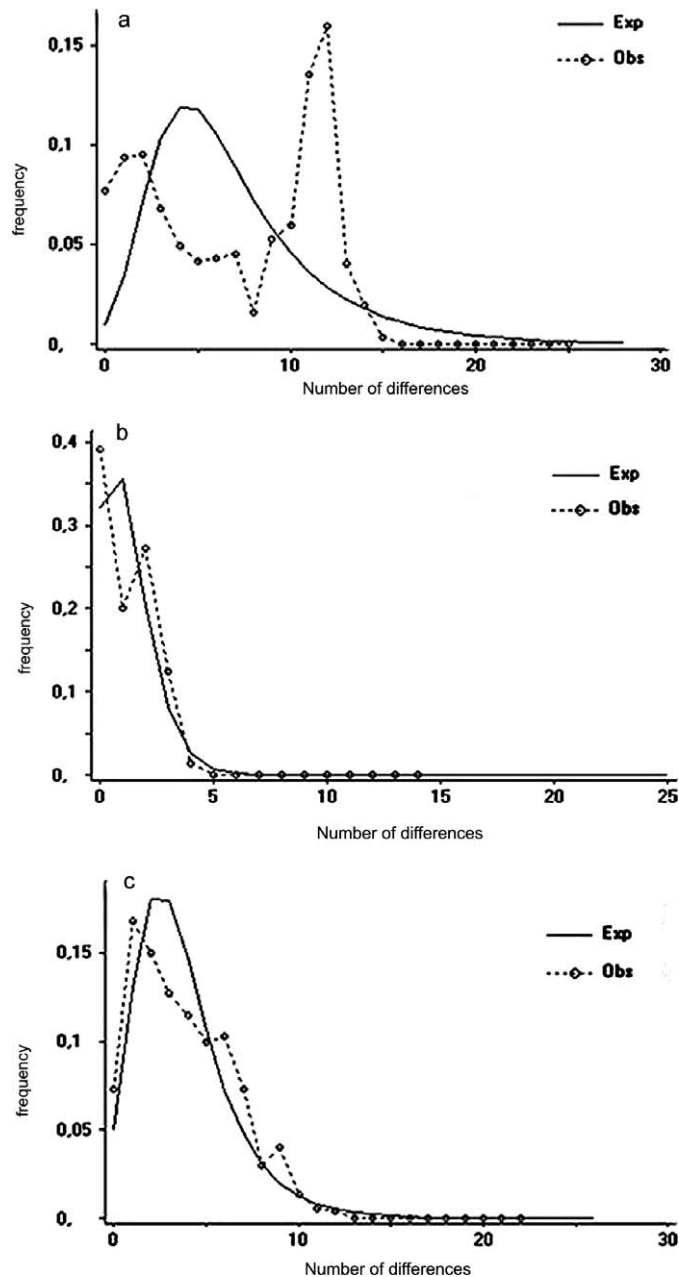 a
Exp
Obs
0,15
0,1
0,05
0,
frequency
0 10 20 30
Number of differences
b
0,4
Exp
Obs
0,3
0,2
0,1
0,
frequency
0 5 10 15 20 25
Number of differences
c
Exp
Obs
0,15
0,1
0,05
0,
frequency
0 10 20 30
Number of differences